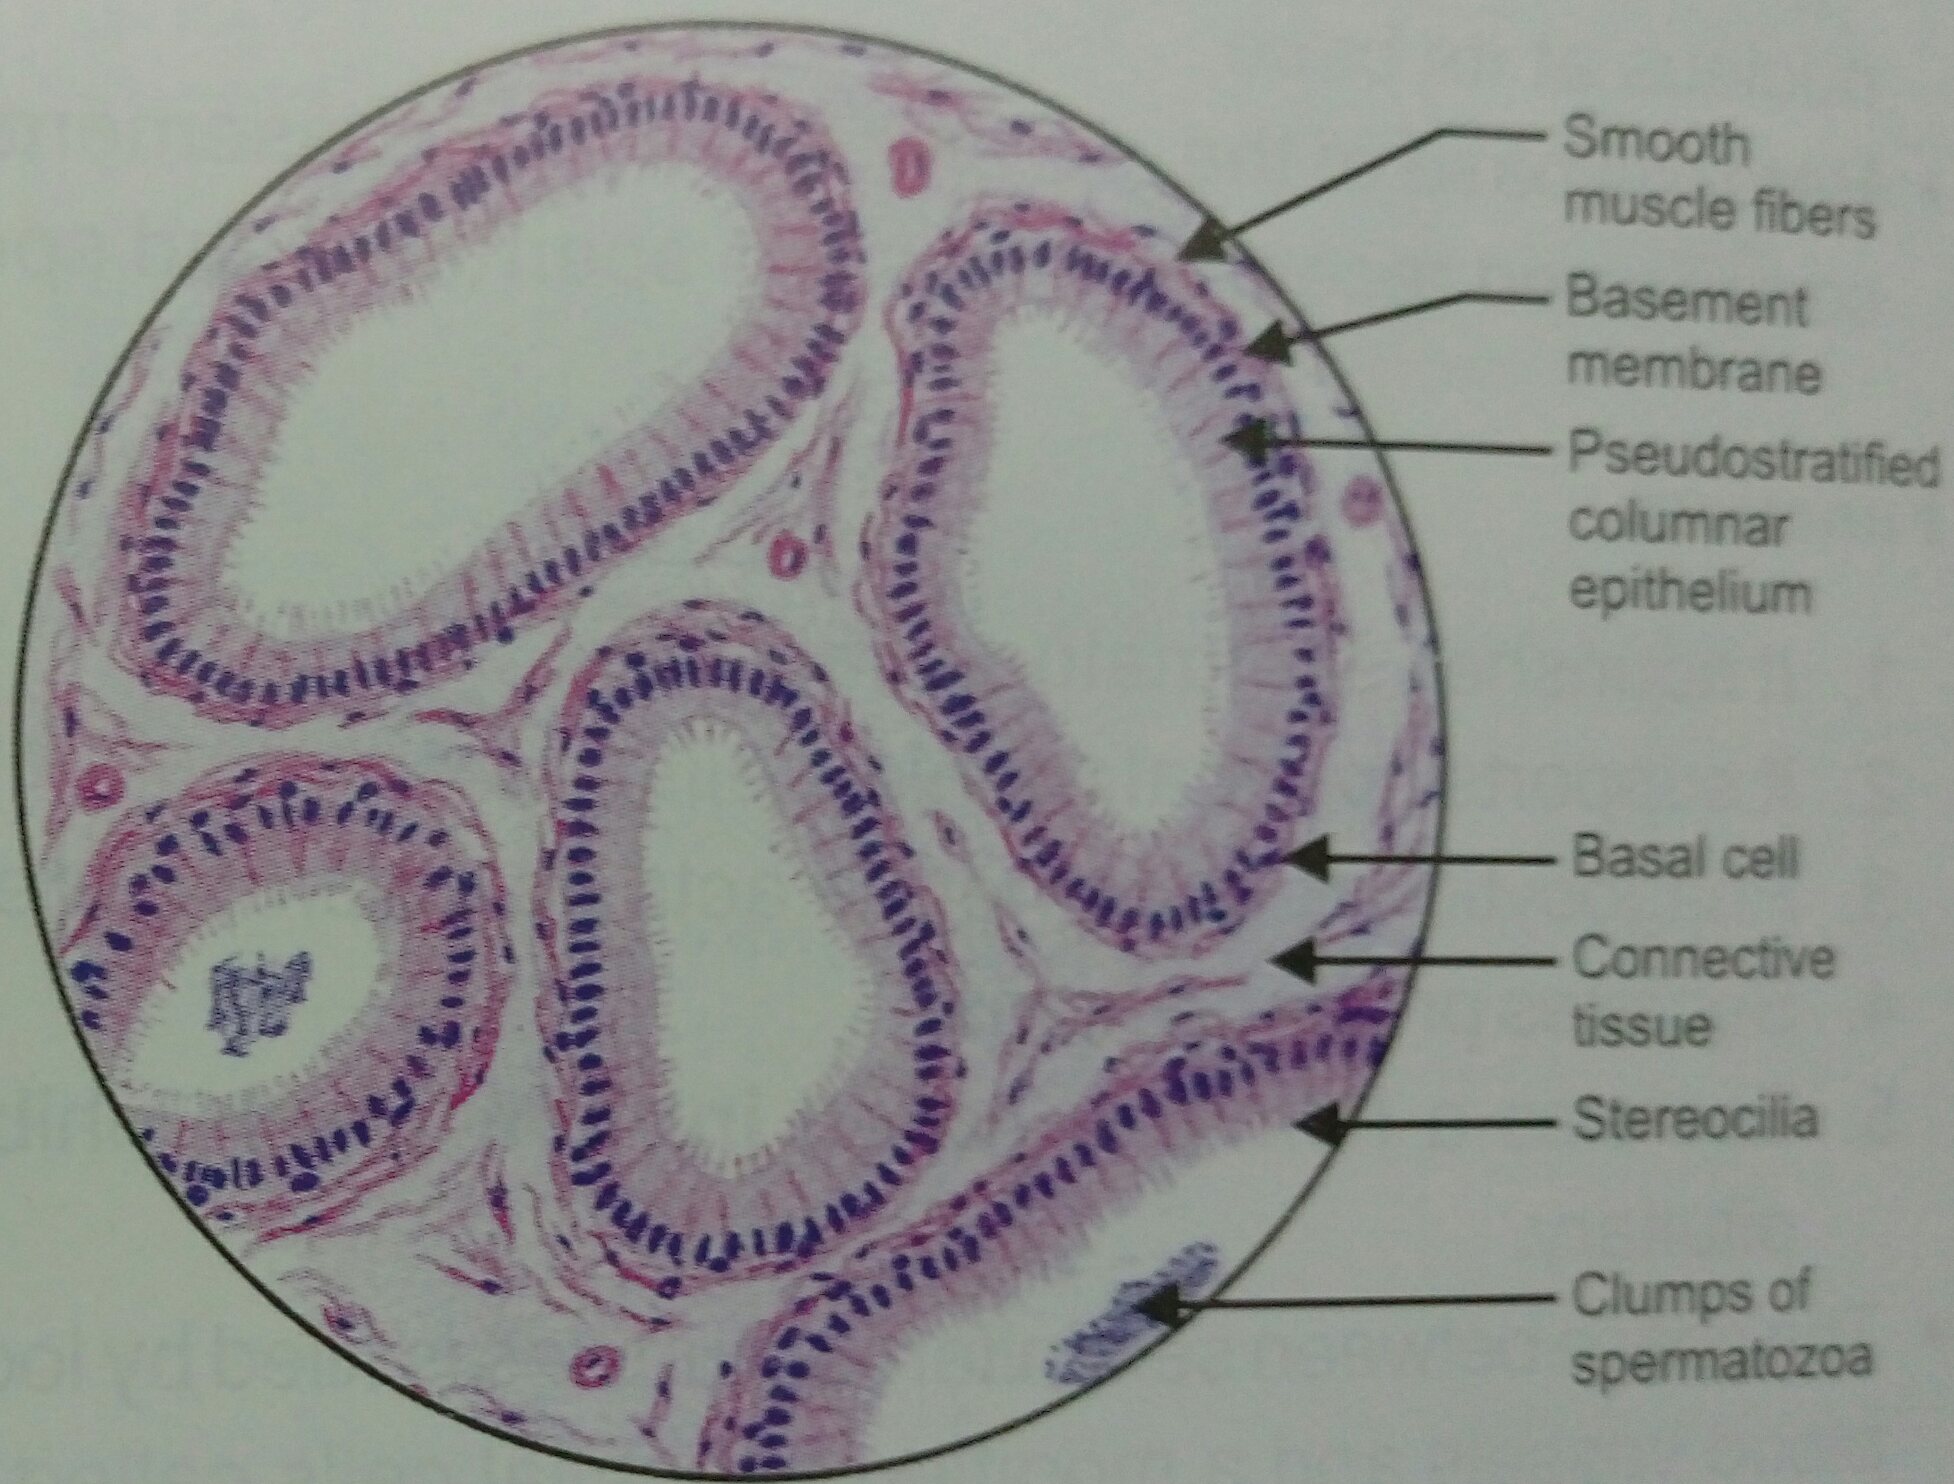 Smooth
muscle fibers
Basement
membrane
Pseudostratified
columnar
epithelium
Basal cell
Connective
tissue
Stereocilia
Clumps of
spermatozoa